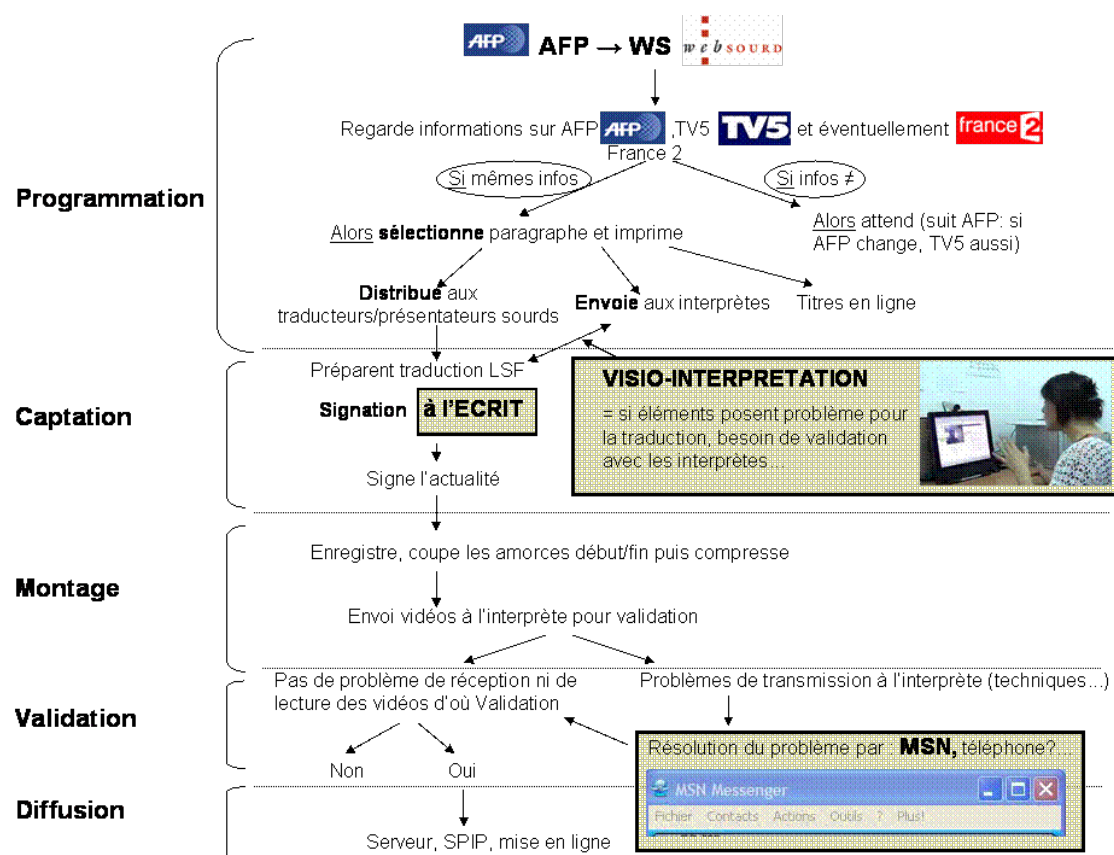 AFP AFP → WS websourd
Regarde informations sur AFP AFP ,TV5 TV5 et éventuellement france 2
France 2
Si mêmes infos
Si infos ≠
Programmation
Alors sélectionne paragraphe et imprime
Alors attend (suit AFP: si
AFP change, TV5 aussi)
Distribue aux
traducteurs/présentateurs sourds
Envoie aux interprètes
Titres en ligne
Préparent traduction LSF
Captation
Signation à l'ECRIT
VISIO-INTERPRETATION
= si éléments posent problème pour
la traduction, besoin de validation
avec les interprètes...
Signe l'actualité
Montage
Enregistre, coupe les amorces début/fin puis compresse
Envoi vidéos à l'interprète pour validation
Validation
Pas de problème de réception ni de
lecture des vidéos d'où Validation
Problèmes de transmission à l'interprète (techniques...)
Résolution du problème par : MSN, téléphone?...
MSN Messenger
Fichier Contacts Actions Outils ? Plus!
Non Oui
Diffusion
Serveur, SPIP, mise en ligne